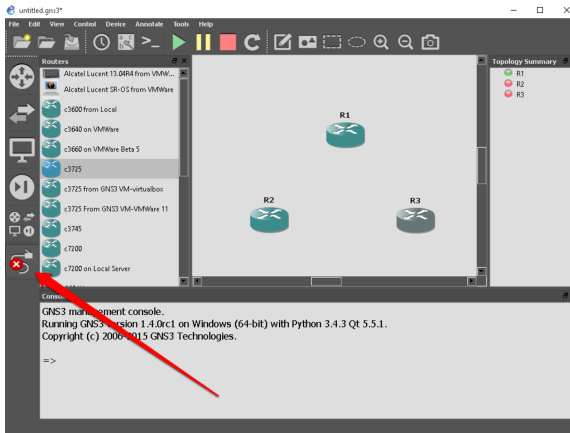 untitled.gns3*
File Edit View Control Device Annotate Tools Help
Routers
Alcatel Lucent 13.04R4 from VMW...
Alcatel Lucent SR-OS from VMWare
c3600 from Local
c3640 on VMWare
c3660 on VMWare Beta 5
c3725
c3725 from GNS3 VM-virtualbox
c3725 From GNS3 VM-VMWare 11
c3745
c7200
c7200 on Local Server
R1
R2
R3
Topology Summary
R1
R2
R3
GNS3 management console.
Running GNS3 version 1.4.0rc1 on Windows (64-bit) with Python 3.4.3 Qt 5.5.1.
Copyright (c) 2006-2015 GNS3 Technologies.
=>